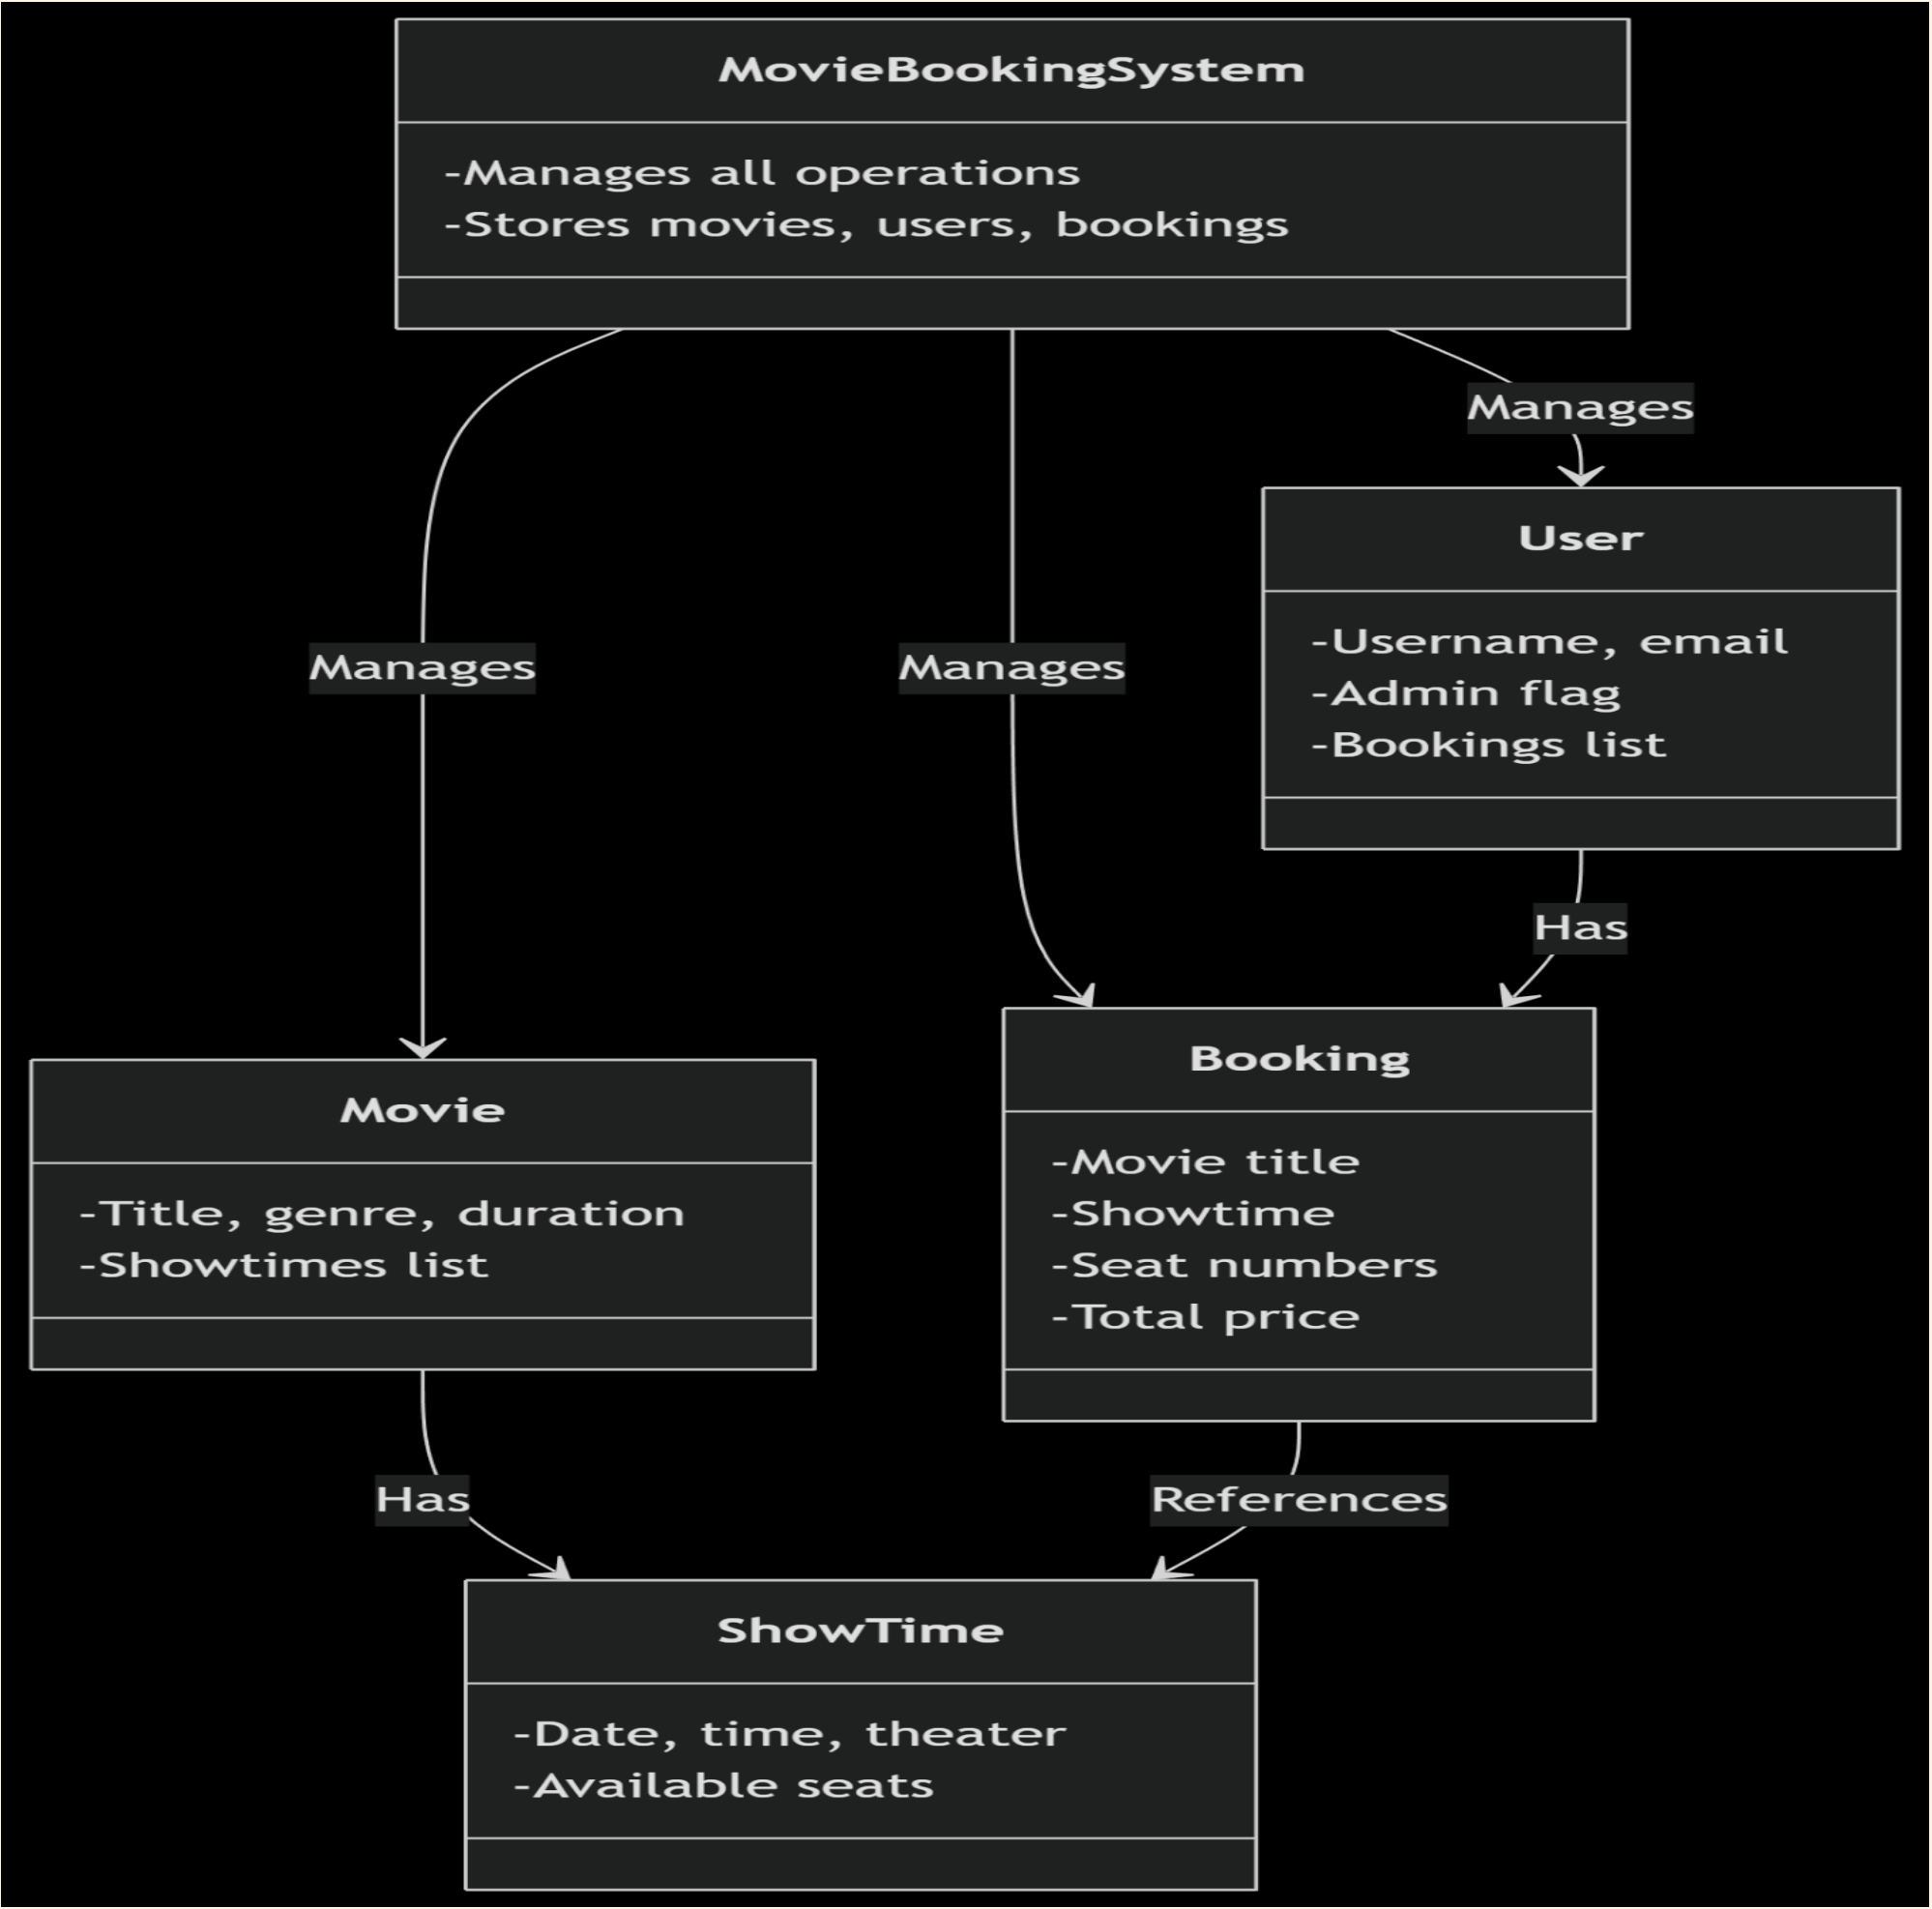 MovieBookingSystem
-Manages all operations
-Stores movies, users, bookings
Manages
User
-Username, email
-Admin flag
-Bookings list
Manages
Manages
Has
Booking
-Movie title
-Showtime
-Seat numbers
-Total price
Movie
-Title, genre, duration
-Showtimes list
Has
References
ShowTime
-Date, time, theater
-Available seats